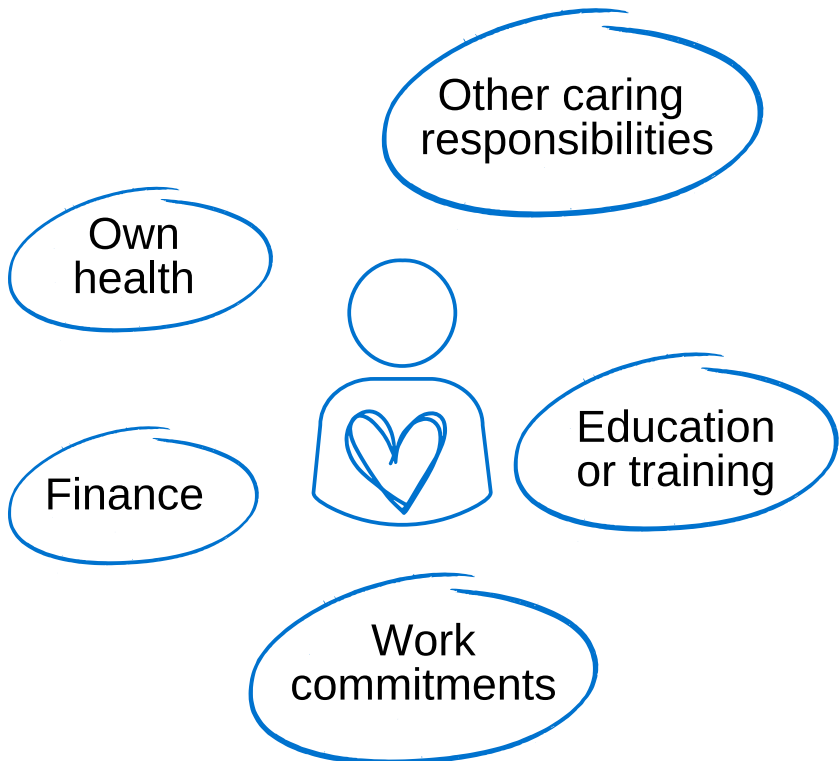 Other caring
responsibilities
Own
health
Education
or training
Finance
Work
commitments